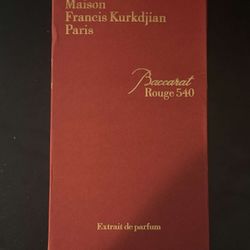 Maison
Francis Kurkdjian
Paris
Baccarat
Rouge 540
Extrait de parfum